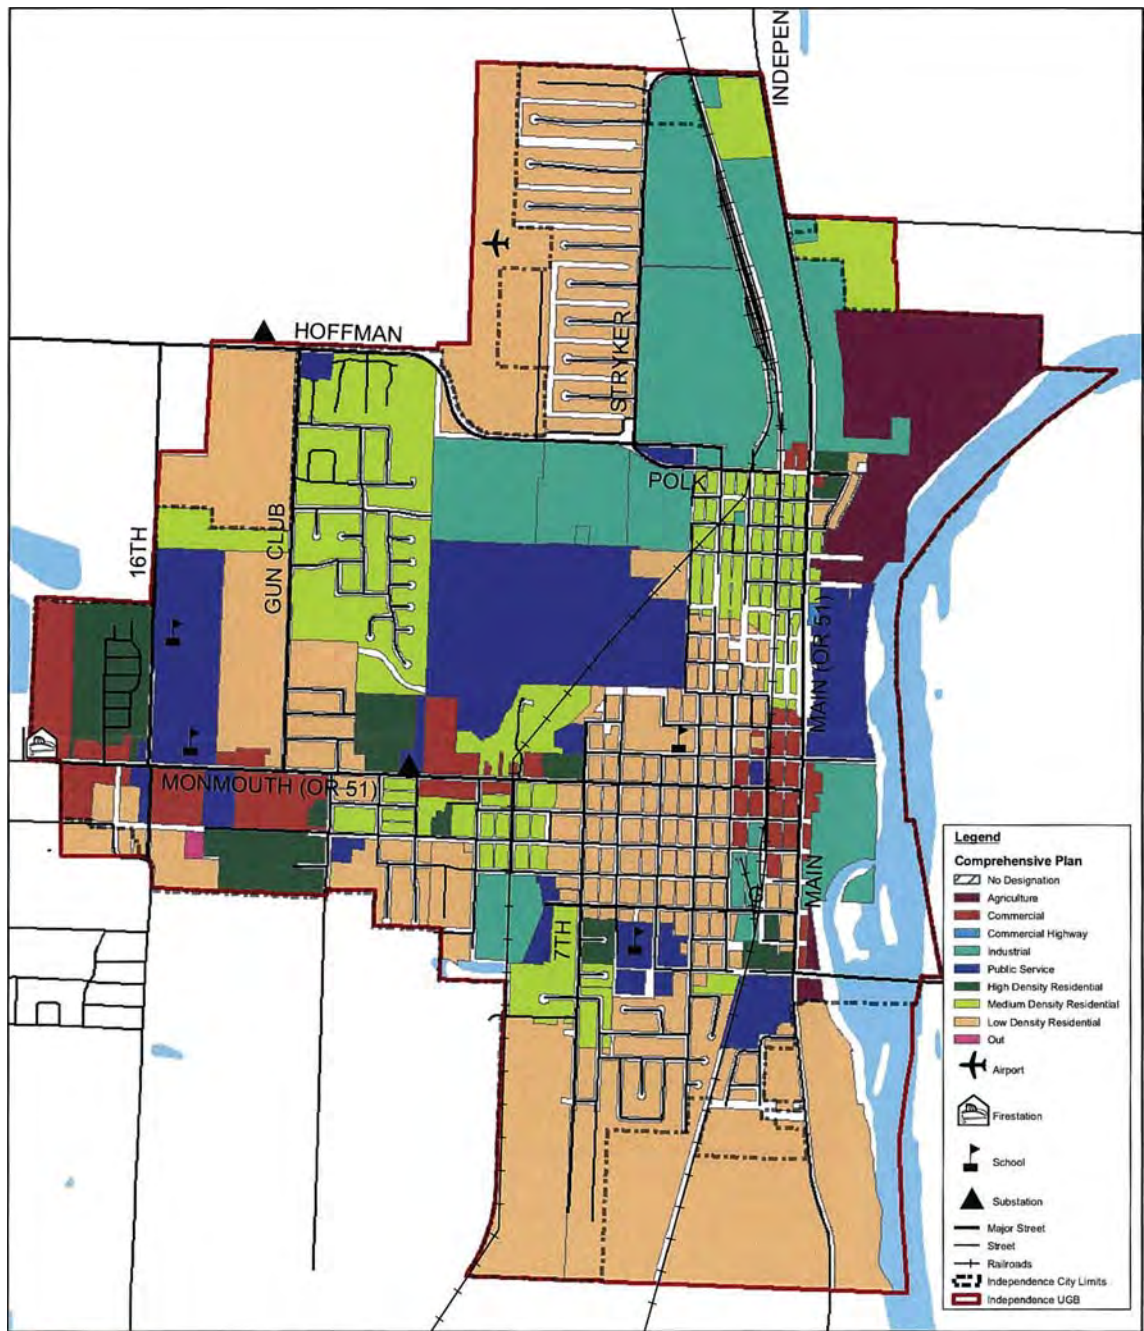 INDEPEN
HOFFMAN
STRYKER
POLK
GUN CLUB
16TH
MAIN (OR 51)
MONMOUTH (OR 51)
MAIN
7TH
Legend
Comprehensive Plan
No Designation
Agriculture
Commercial
Commercial Highway
Industrial
Public Service
High Density Residential
Medium Density Residential
Low Density Residential
Out
Airport
Firestation
School
Substation
Major Street
Street
Railroads
Independence City Limits
Independence UGB